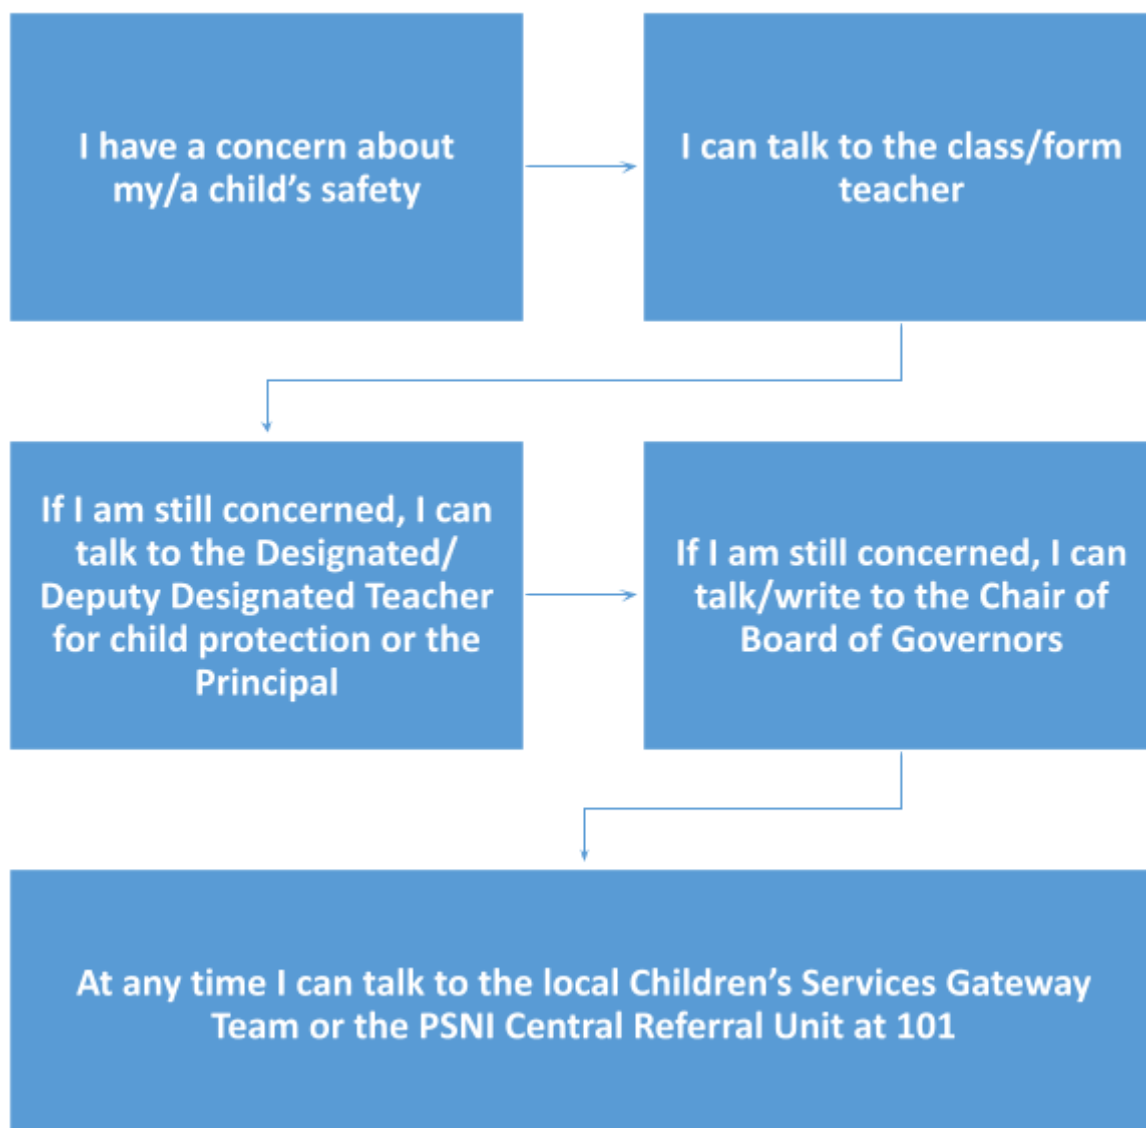 I have a concern about
my/a child’s safety
I can talk to the class/form
teacher
If I am still concerned, I can
talk to the Designated/
Deputy Designated Teacher
for child protection or the
Principal
If I am still concerned, I can
talk/write to the Chair of
Board of Governors
At any time I can talk to the local Children’s Services Gateway
Team or the PSNI Central Referral Unit at 101